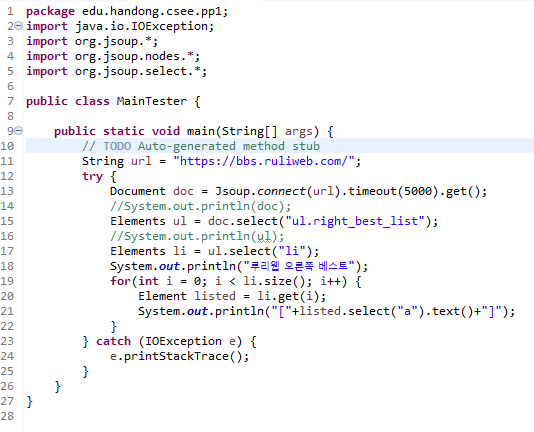 1 package edu.handong.csee.pp1;
2 import java.io.IOException;
3 import org.jsoup.*;
4 import org.jsoup.nodes.*;
5 import org.jsoup.select.*;
6
7 public class MainTester {
8
9     public static void main(String[] args) {
10         // TODO Auto-generated method stub
11         String url = "https://bbs.ruliweb.com/";
12         try {
13             Document doc = Jsoup.connect(url).timeout(5000).get();
14             //System.out.println(doc);
15             Elements ul = doc.select("ul.right_best_list");
16             //System.out.println(ul);
17             Elements li = ul.select("li");
18             System.out.println("루리웹 오른쪽 베스트");
19             for(int i = 0; i < li.size(); i++) {
20                 Element listed = li.get(i);
21                 System.out.println("["+listed.select("a").text()+"]");
22             }
23         } catch (IOException e) {
24             e.printStackTrace();
25         }
26     }
27 }
28